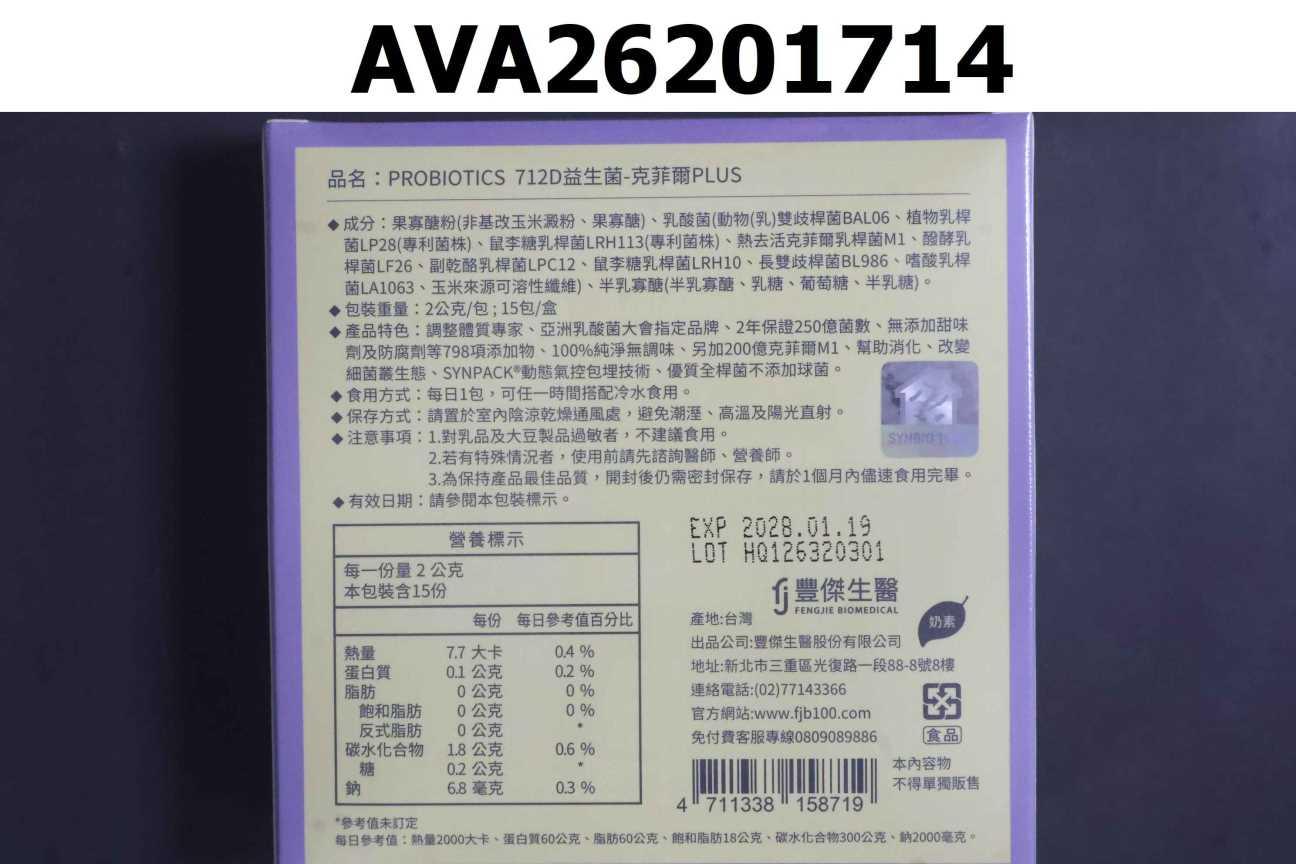 AVA26201714
品名：PROBIOTICS 712D益生菌-克菲爾PLUS
◆成分：果寡醣粉(非基改玉米澱粉、果寡醣)、乳酸菌(動物(乳)雙歧桿菌BAL06、植物乳桿
菌LP28(專利菌株)、鼠李糖乳桿菌LRH113(專利菌株)、熱去活克菲爾乳桿菌M1、醱酵乳
桿菌LF26、副乾酪乳桿菌LPC12、鼠李糖乳桿菌LRH10、長雙歧桿菌BL986、嗜酸乳桿
菌LA1063、玉米來源可溶性纖維)、半乳寡醣(半乳寡醣、乳糖、葡萄糖、半乳糖)。
◆包裝重量：2公克/包 ; 15包/盒
◆產品特色：調整體質專家、亞洲乳酸菌大會指定品牌、2年保證250億菌數、無添加甜味
劑及防腐劑等798項添加物、100%純淨無調味、另加200億克菲爾M1、幫助消化、改變
細菌叢生態、SYNPACK®動態氣控包埋技術、優質全桿菌不添加球菌。
◆食用方式：每日1包，可任一時間搭配冷水食用。
◆保存方式：請置於室內陰涼乾燥通風處，避免潮溼、高溫及陽光直射。
◆注意事項：1.對乳品及大豆製品過敏者，不建議食用。
2.若有特殊情況者，使用前請先諮詢醫師、營養師。
3.為保持產品最佳品質，開封後仍需密封保存，請於1個月內儘速食用完畢。
◆有效日期：請參閱本包裝標示。
營養標示
每一份量 2 公克
本包裝含15份
每份 每日參考值百分比
熱量 7.7 大卡 0.4 %
蛋白質 0.1 公克 0.2 %
脂肪 0 公克 0 %
飽和脂肪 0 公克 0 %
反式脂肪 0 公克 *
碳水化合物 1.8 公克 0.6 %
糖 0.2 公克 *
鈉 6.8 毫克 0.3 %
*參考值未訂定
每日參考值：熱量2000大卡、蛋白質60公克、脂肪60公克、飽和脂肪18公克、碳水化合物300公克、鈉2000毫克。
EXP 2028.01.19
LOT HQ126320301
fj 豐傑生醫
FENGJIE BIOMEDICAL
產地:台灣
奶素
出品公司:豐傑生醫股份有限公司
地址:新北市三重區光復路一段88-8號8樓
連絡電話:(02)77143366
官方網站:www.fjb100.com
免付費客服專線0809089886
食品
本內容物
不得單獨販售
4 711338 158719